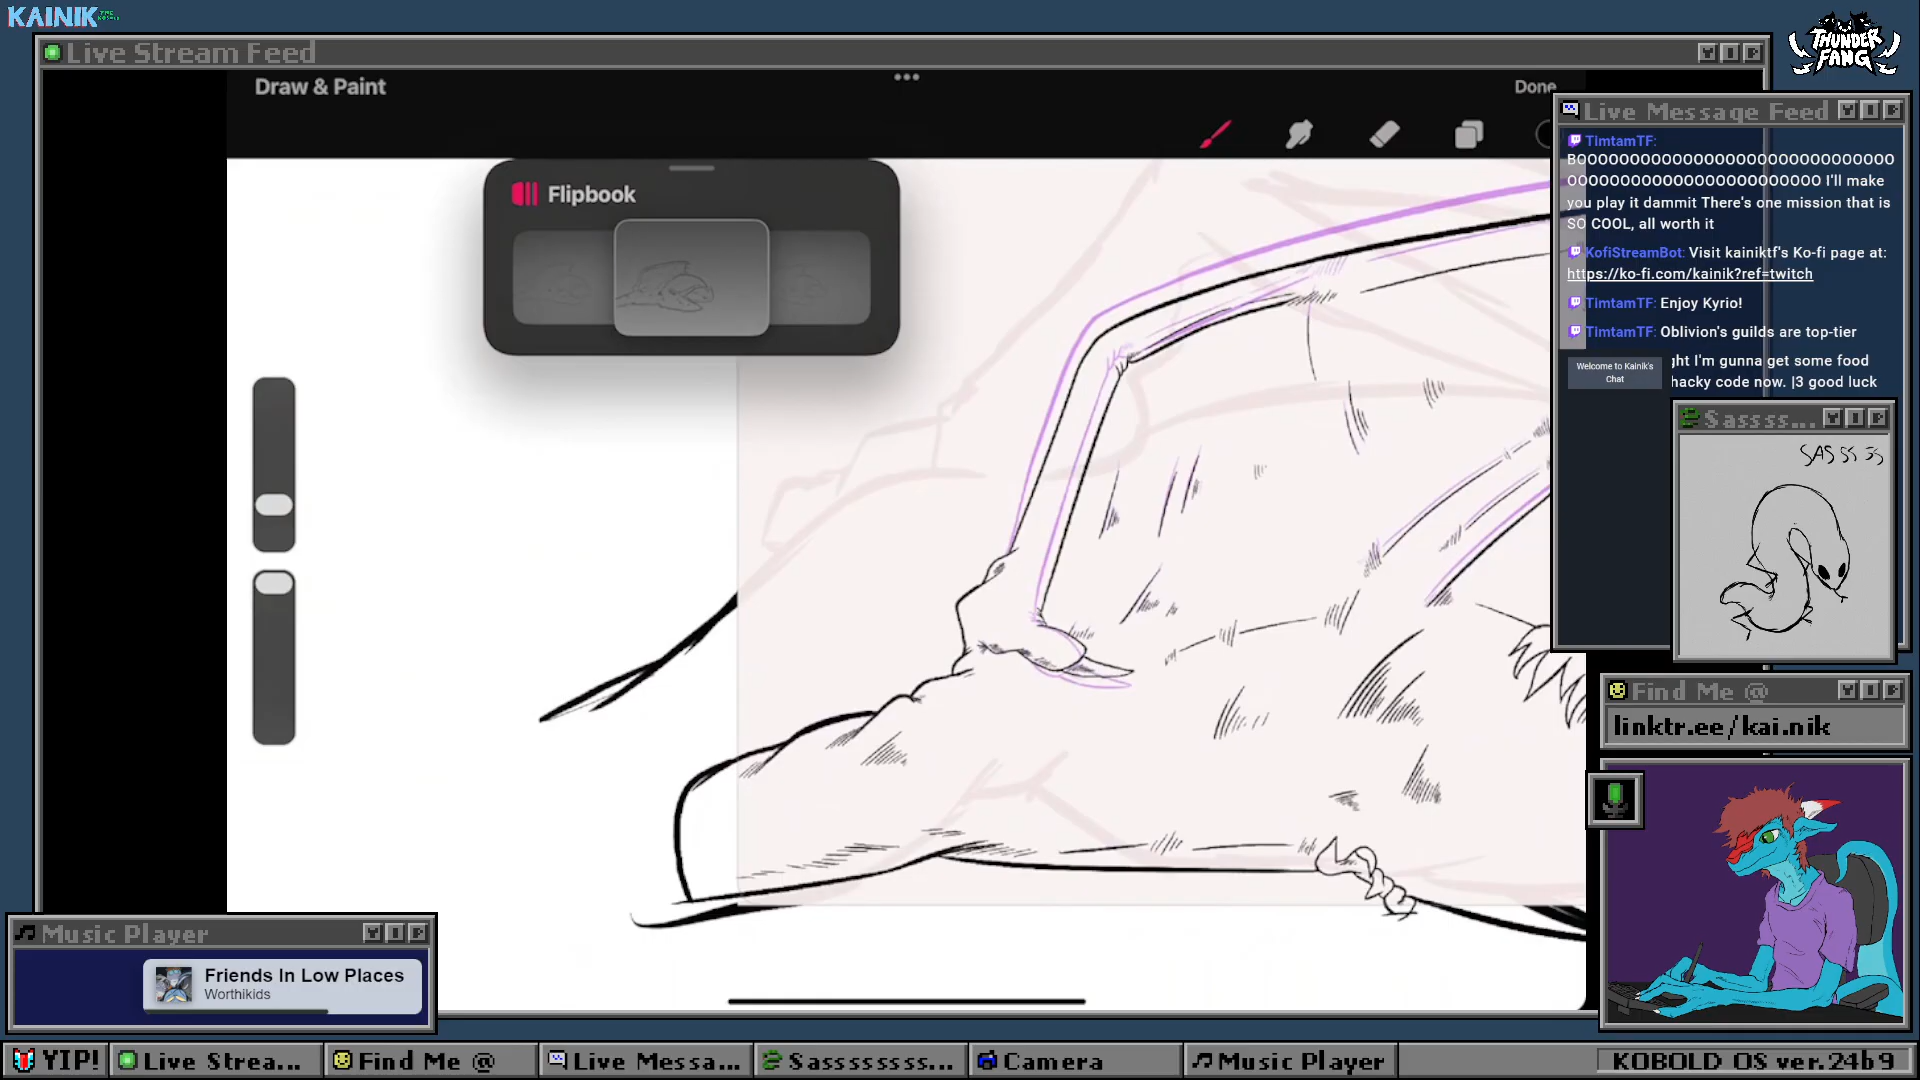 KAINIK
THE KOBOLD
THUNDER
FANG
Live Stream Feed
Draw & Paint
Done
Flipbook
Live Message Feed
TimtamTF:
BOOOOOOOOOOOOOOOOOOOOOOOOOOOOO
OOOOOOOOOOOOOOOOOOOOOOO I'll make
you play it dammit There's one mission that is
SO COOL, all worth it
KofiStreamBot: Visit kainiktf's Ko-fi page at:
https://ko-fi.com/kainik?ref=twitch
TimtamTF: Enjoy Kyrio!
TimtamTF: Oblivion's guilds are top-tier
ght I'm gunna get some food
hacky code now. |3 good luck
Welcome to Kainik's
Chat
Sassss...
SASSSSS
Find Me @
linktr.ee/kai.nik
Music Player
Friends In Low Places
Worthikids
YIP!
Live Strea...
Find Me @
Live Messa...
Sasssssss...
Camera
Music Player
KOBOLD OS ver.24b9